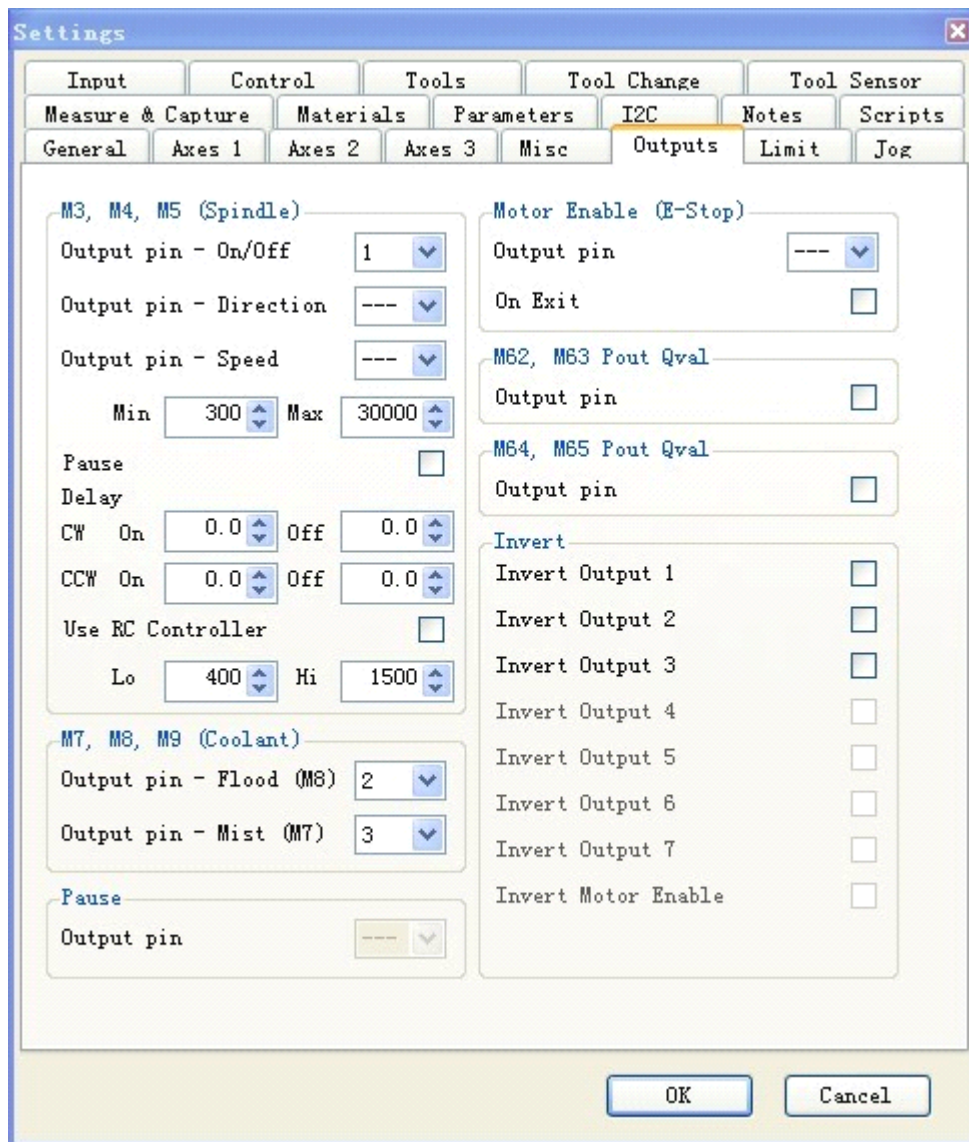 Settings
Input Control Tools Tool Change Tool Sensor
Measure & Capture Materials Parameters I2C Notes Scripts
General Axes 1 Axes 2 Axes 3 Misc Outputs Limit Jog
M3, M4, M5 (Spindle)
Output pin - On/Off 1
Output pin - Direction ---
Output pin - Speed ---
Min 300 Max 30000
Pause
Delay
CW On 0.0 Off 0.0
CCW On 0.0 Off 0.0
Use RC Controller
Lo 400 Hi 1500
M7, M8, M9 (Coolant)
Output pin - Flood (M8) 2
Output pin - Mist (M7) 3
Pause
Output pin ---
Motor Enable (E-Stop)
Output pin ---
On Exit
M62, M63 Pout Qval
Output pin
M64, M65 Pout Qval
Output pin
Invert
Invert Output 1
Invert Output 2
Invert Output 3
Invert Output 4
Invert Output 5
Invert Output 6
Invert Output 7
Invert Motor Enable
OK Cancel